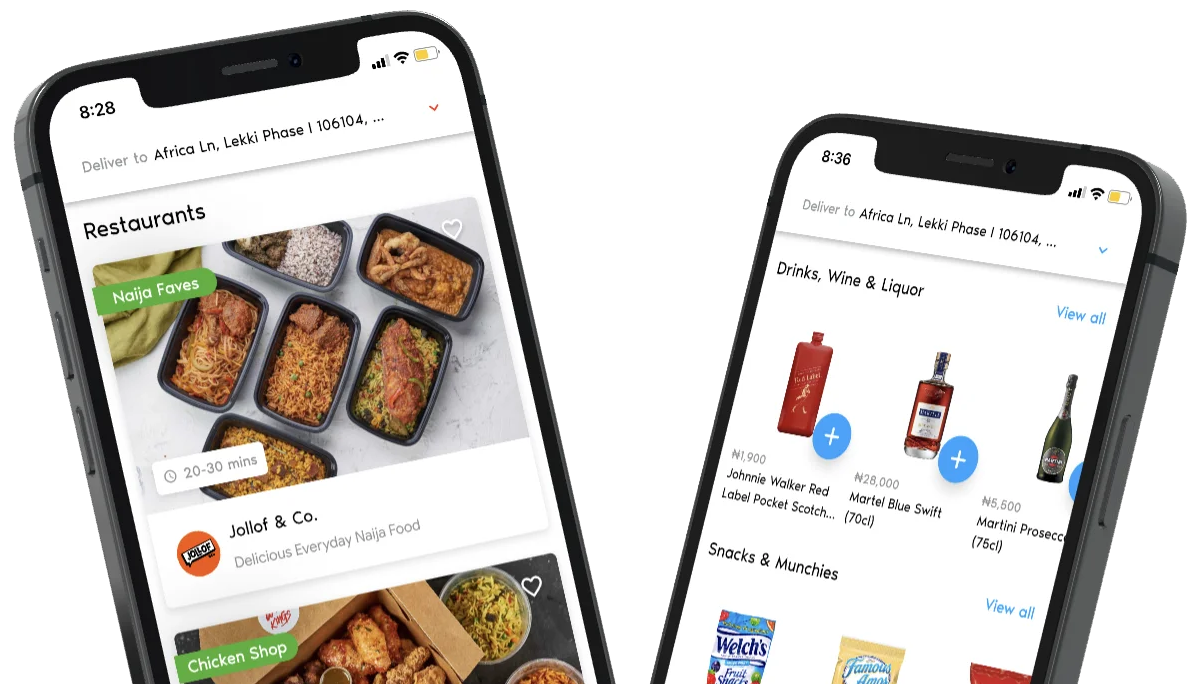 8:28
Deliver to Africa Ln, Lekki Phase I 106104, ...
Restaurants
Naija Faves
20-30 mins
JOLLOF
Jollof & Co.
Delicious Everyday Naija Food
KINGS
Chicken Shop
8:36
Deliver to Africa Ln, Lekki Phase I 106104, ...
Drinks, Wine & Liquor
View all
₦1,900
Johnnie Walker Red
Label Pocket Scotch...
₦28,000
Martel Blue Swift
(70cl)
MARTINI
₦5,500
Martini Prosecc
(75cl)
Snacks & Munchies
View all
Welch's
Fruit
Snacks
Famous
Amos